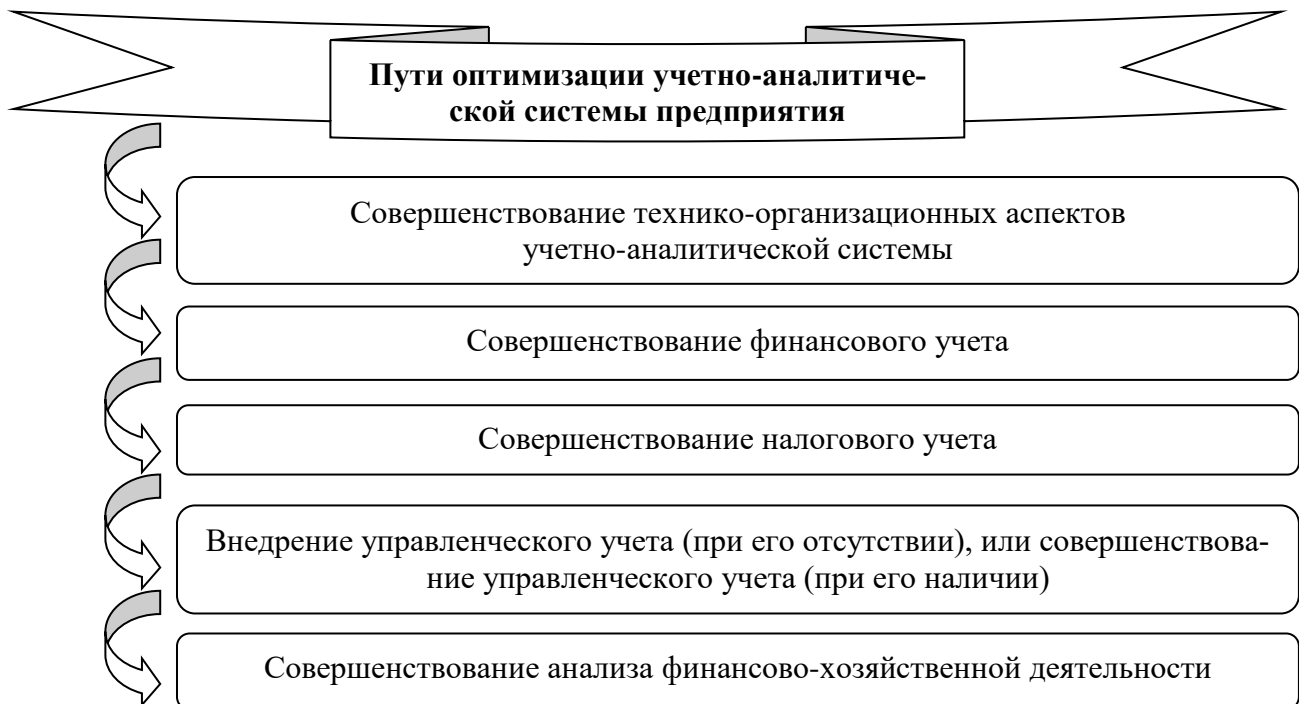 Пути оптимизации учетно-аналитиче-
ской системы предприятия
Совершенствование технико-организационных аспектов
учетно-аналитической системы
Совершенствование финансового учета
Совершенствование налогового учета
Внедрение управленческого учета (при его отсутствии), или совершенствова-
ние управленческого учета (при его наличии)
Совершенствование анализа финансово-хозяйственной деятельности